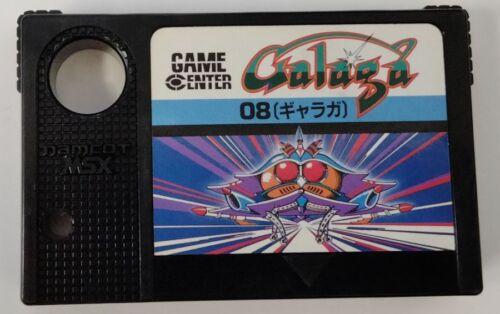 GAME
CENTER
Galaga
08(ギャラガ)
namcot
MSX